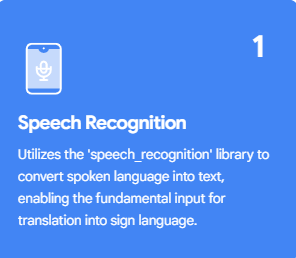 1
Speech Recognition
Utilizes the 'speech_recognition' library to
convert spoken language into text,
enabling the fundamental input for
translation into sign language.